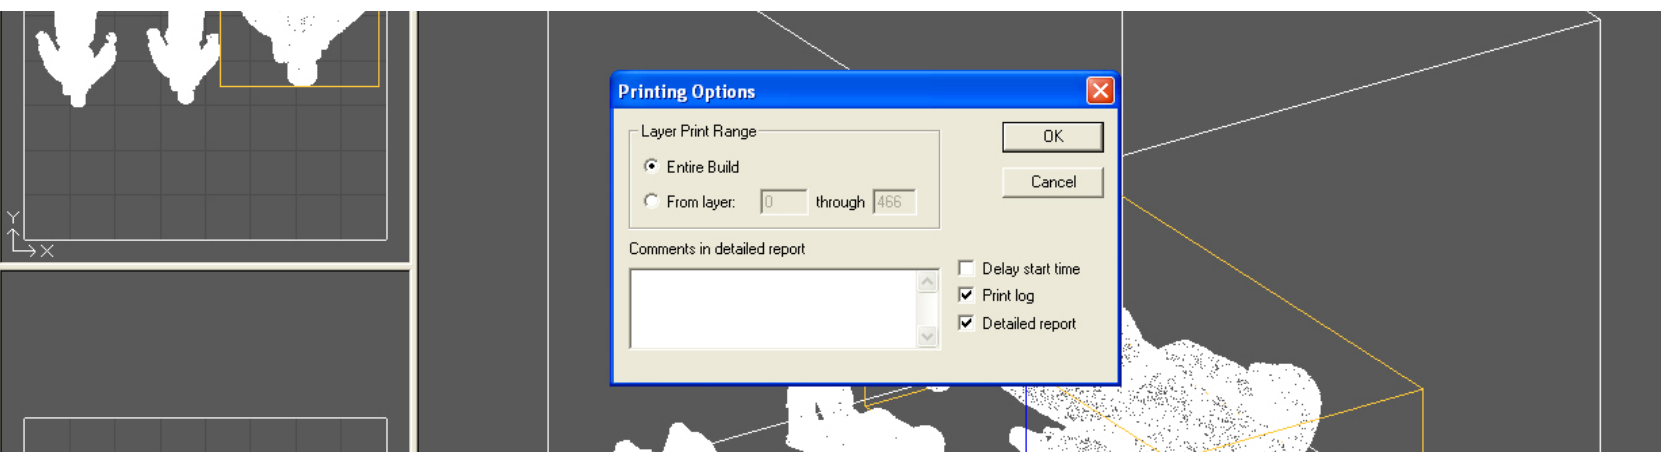 Printing Options
Layer Print Range
OK
Entire Build
Cancel
From layer: 0 through 466
Y
X
Comments in detailed report
Delay start time
Print log
Detailed report